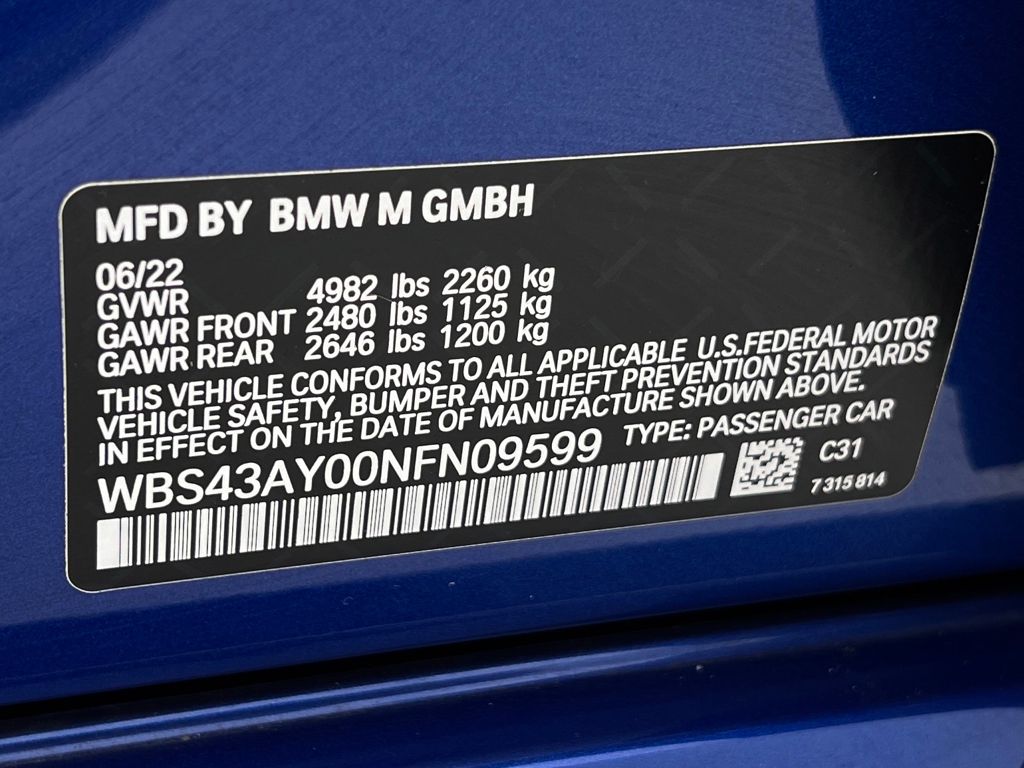 MFD BY BMW M GMBH
06/22
GVWR 4982 lbs 2260 kg
GAWR FRONT 2480 lbs 1125 kg
GAWR REAR 2646 lbs 1200 kg
THIS VEHICLE CONFORMS TO ALL APPLICABLE U.S.FEDERAL MOTOR
VEHICLE SAFETY, BUMPER AND THEFT PREVENTION STANDARDS
IN EFFECT ON THE DATE OF MANUFACTURE SHOWN ABOVE.
WBS43AY00NFN09599 TYPE: PASSENGER CAR
C31
7 315 814